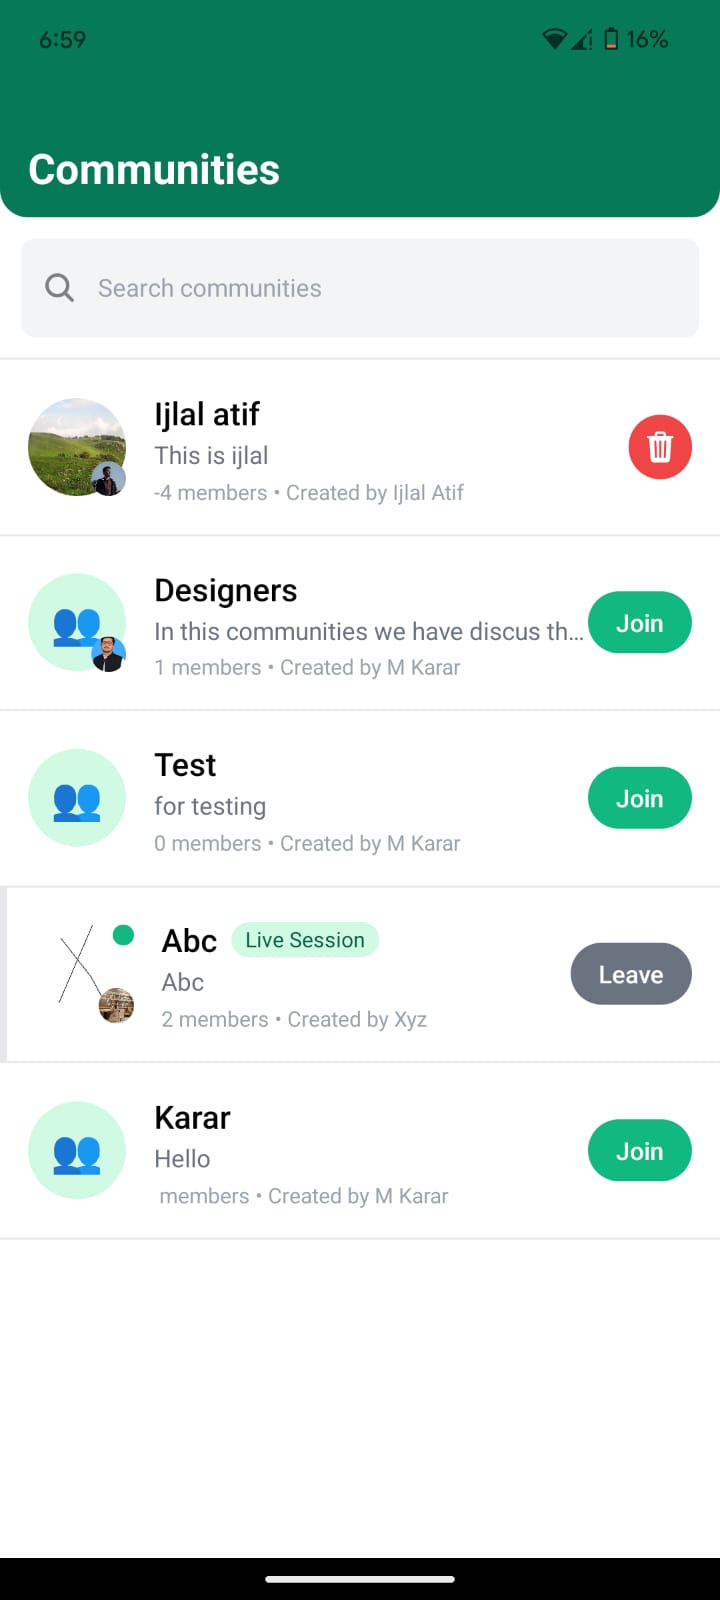 6:59
16%
Communities
Search communities
Ijlal atif
This is ijlal
-4 members • Created by Ijlal Atif
Designers
In this communities we have discus th...
1 members • Created by M Karar
Join
Test
for testing
0 members • Created by M Karar
Join
Abc
Live Session
Abc
2 members • Created by Xyz
Leave
Karar
Hello
members • Created by M Karar
Join